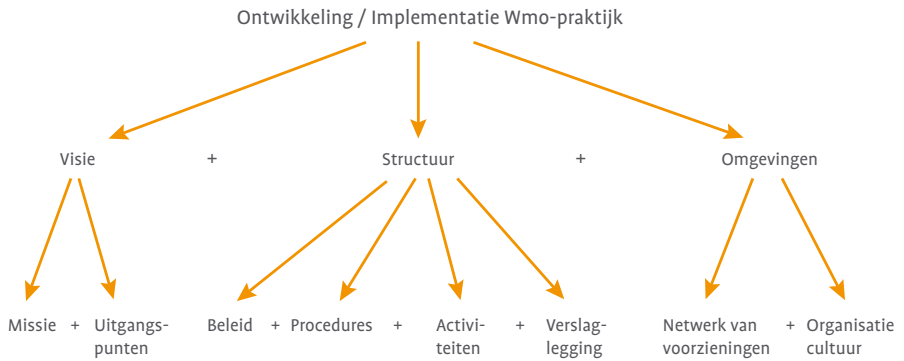 Ontwikkeling / Implementatie Wmo-praktijk
Visie + Structuur + Omgevingen
Missie + Uitgangs- Beleid + Procedures + Activi- + Verslag- Netwerk van + Organisatie
punten teiten legging voorzieningen cultuur